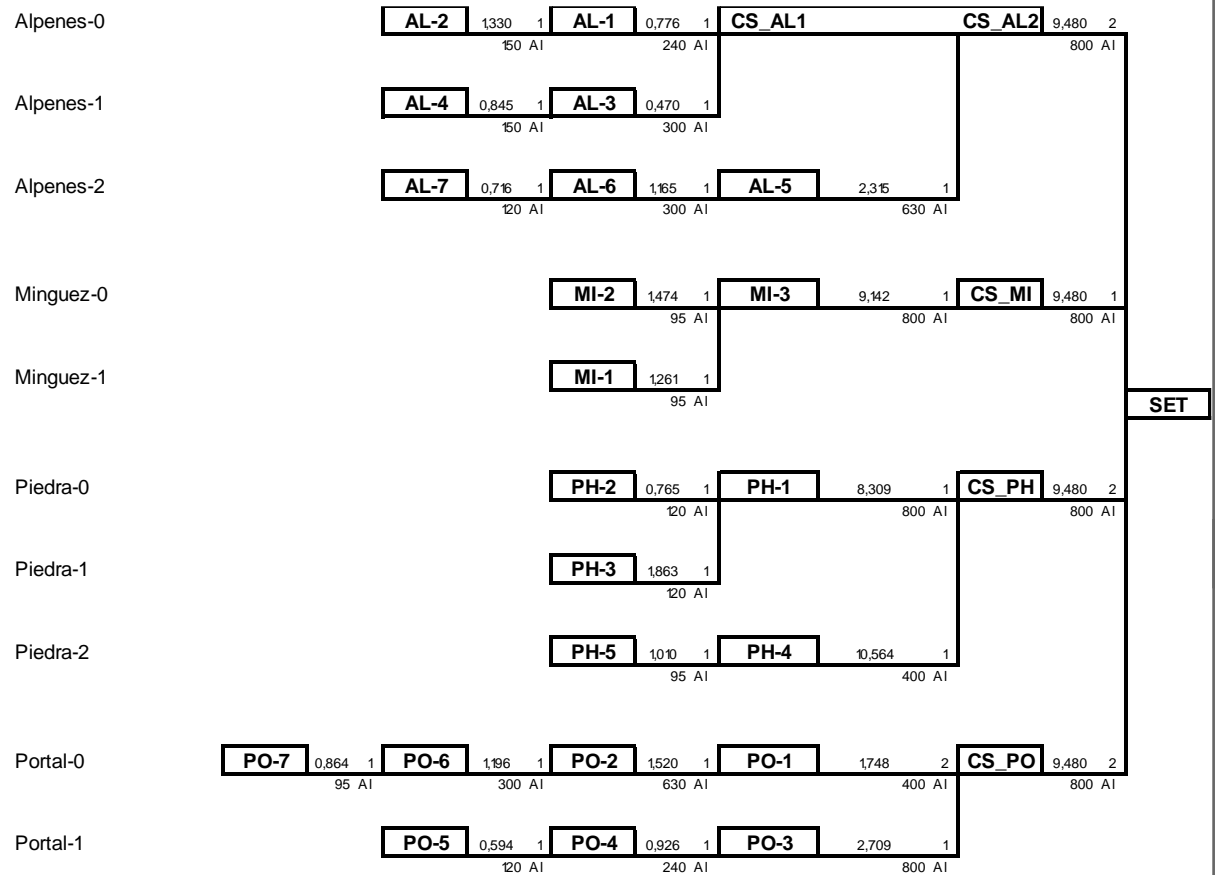 Alpenes-0 AL-2 1,330 1 AL-1 0,776 1 CS_AL1 CS_AL2 9,480 2
150 Al 240 Al 800 Al
Alpenes-1 AL-4 0,845 1 AL-3 0,470 1
150 Al 300 Al
Alpenes-2 AL-7 0,716 1 AL-6 1,165 1 AL-5 2,315 1
120 Al 300 Al 630 Al
Minguez-0 MI-2 1,474 1 MI-3 9,142 1 CS_MI 9,480 1
95 Al 800 Al 800 Al
Minguez-1 MI-1 1,261 1
95 Al
SET
Piedra-0 PH-2 0,765 1 PH-1 8,309 1 CS_PH 9,480 2
120 Al 800 Al 800 Al
Piedra-1 PH-3 1,863 1
120 Al
Piedra-2 PH-5 1,010 1 PH-4 10,564 1
95 Al 400 Al
Portal-0 PO-7 0,864 1 PO-6 1,196 1 PO-2 1,520 1 PO-1 1,748 2 CS_PO 9,480 2
95 Al 300 Al 630 Al 400 Al 800 Al
Portal-1 PO-5 0,594 1 PO-4 0,926 1 PO-3 2,709 1
120 Al 240 Al 800 Al